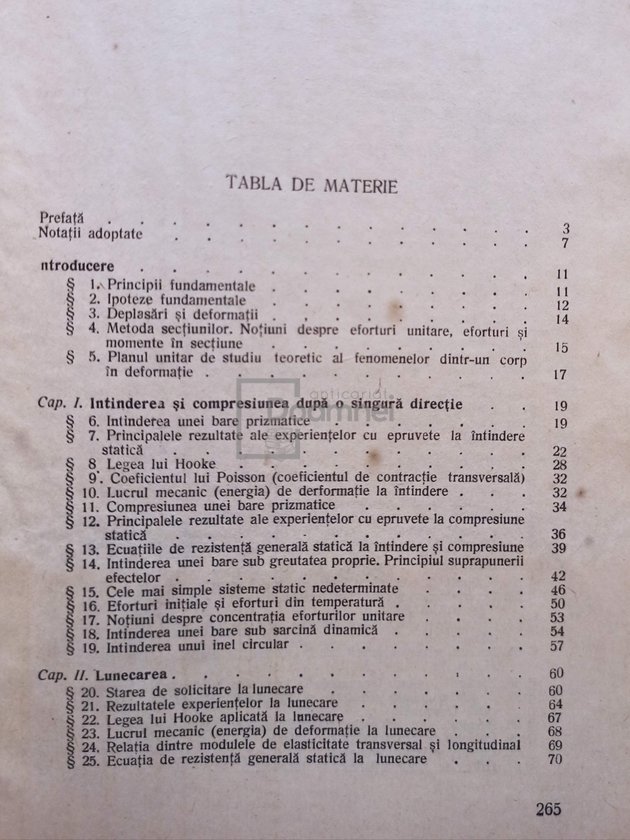 TABLA DE MATERIE
Prefață . . . . . . . . . . . . . . 3
Notații adoptate . . . . . . . . . . . . 7
ntroducere . . . . . . . . . . . . . 11
§ 1. Principii fundamentale . . . . . . . . . 11
§ 2. Ipoteze fundamentale . . . . . . . . . 12
§ 3. Deplasări și deformații . . . . . . . . . 14
§ 4. Metoda secțiunilor. Noțiuni despre eforturi unitare, eforturi și
momente în secțiune . . . . . . . . . 15
§ 5. Planul unitar de studiu teoretic al fenomenelor dintr-un corp
în deformație . . . . . . . . . . . 17
Cap. I. Intinderea și compresiunea după o singură direcție . . 19
§ 6. Intinderea unei bare prizmatice . . . . . . 19
§ 7. Principalele rezultate ale experiențelor cu epruvete la întindere
statică . . . . . . . . . . . . . 22
§ 8. Legea lui Hooke . . . . . . . . . . 28
§ 9. Coeficientul lui Poisson (coeficientul de contracție transversală) 32
§ 10. Lucrul mecanic (energia) de derformație la întindere . . . 32
§ 11. Compresiunea unei bare prizmatice . . . . . 34
§ 12. Principalele rezultate ale experiențelor cu epruvete la compresiune
statică . . . . . . . . . . . . . 36
§ 13. Ecuațiile de rezistență generală statică la întindere și compresiune 39
§ 14. Intinderea unei bare sub greutatea proprie. Principiul suprapunerii
efectelor . . . . . . . . . . . . 42
§ 15. Cele mai simple sisteme static nedeterminate . . . 46
§ 16. Eforturi inițiale și eforturi din temperatură . . . . 50
§ 17. Noțiuni despre concentrația eforturilor unitare . . . 53
§ 18. Intinderea unei bare sub sarcină dinamică . . . . 54
§ 19. Intinderea unui inel circular . . . . . . . 57
Cap. II. Lunecarea . . . . . . . . . . . . 60
§ 20. Starea de solicitare la lunecare . . . . . . 60
§ 21. Rezultatele experiențelor la lunecare . . . . . 64
§ 22. Legea lui Hooke aplicată la lunecare . . . . . 67
§ 23. Lucrul mecanic (energia) de deformație la lunecare . . . 68
§ 24. Relația dintre modulele de elasticitate transversal și longitudinal 69
§ 25. Ecuația de rezistență generală statică la lunecare . . . 70
265